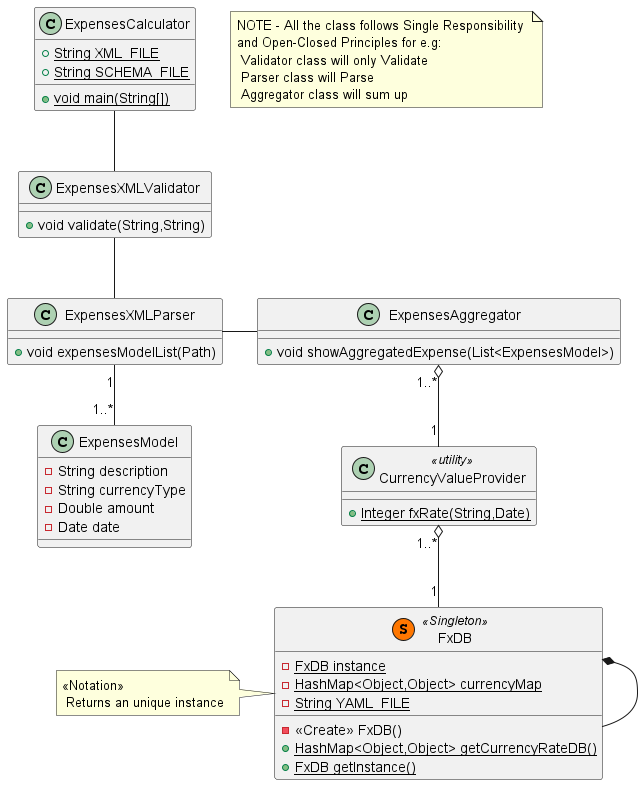 C ExpensesCalculator
String XML_FILE
String SCHEMA_FILE
void main(String[])
NOTE - All the class follows Single Responsibility
and Open-Closed Principles for e.g:
Validator class will only Validate
Parser class will Parse
Aggregator class will sum up
C ExpensesXMLValidator
void validate(String,String)
C ExpensesXMLParser
void expensesModelList(Path)
C ExpensesAggregator
void showAggregatedExpense(List<ExpensesModel>)
1
1..*
1..*
1
C ExpensesModel
String description
String currencyType
Double amount
Date date
C «utility»
CurrencyValueProvider
Integer fxRate(String,Date)
1..*
1
S «Singleton»
FxDB
FxDB instance
HashMap<Object,Object> currencyMap
String YAML_FILE
«Create» FxDB()
HashMap<Object,Object> getCurrencyRateDB()
FxDB getInstance()
«Notation»
Returns an unique instance